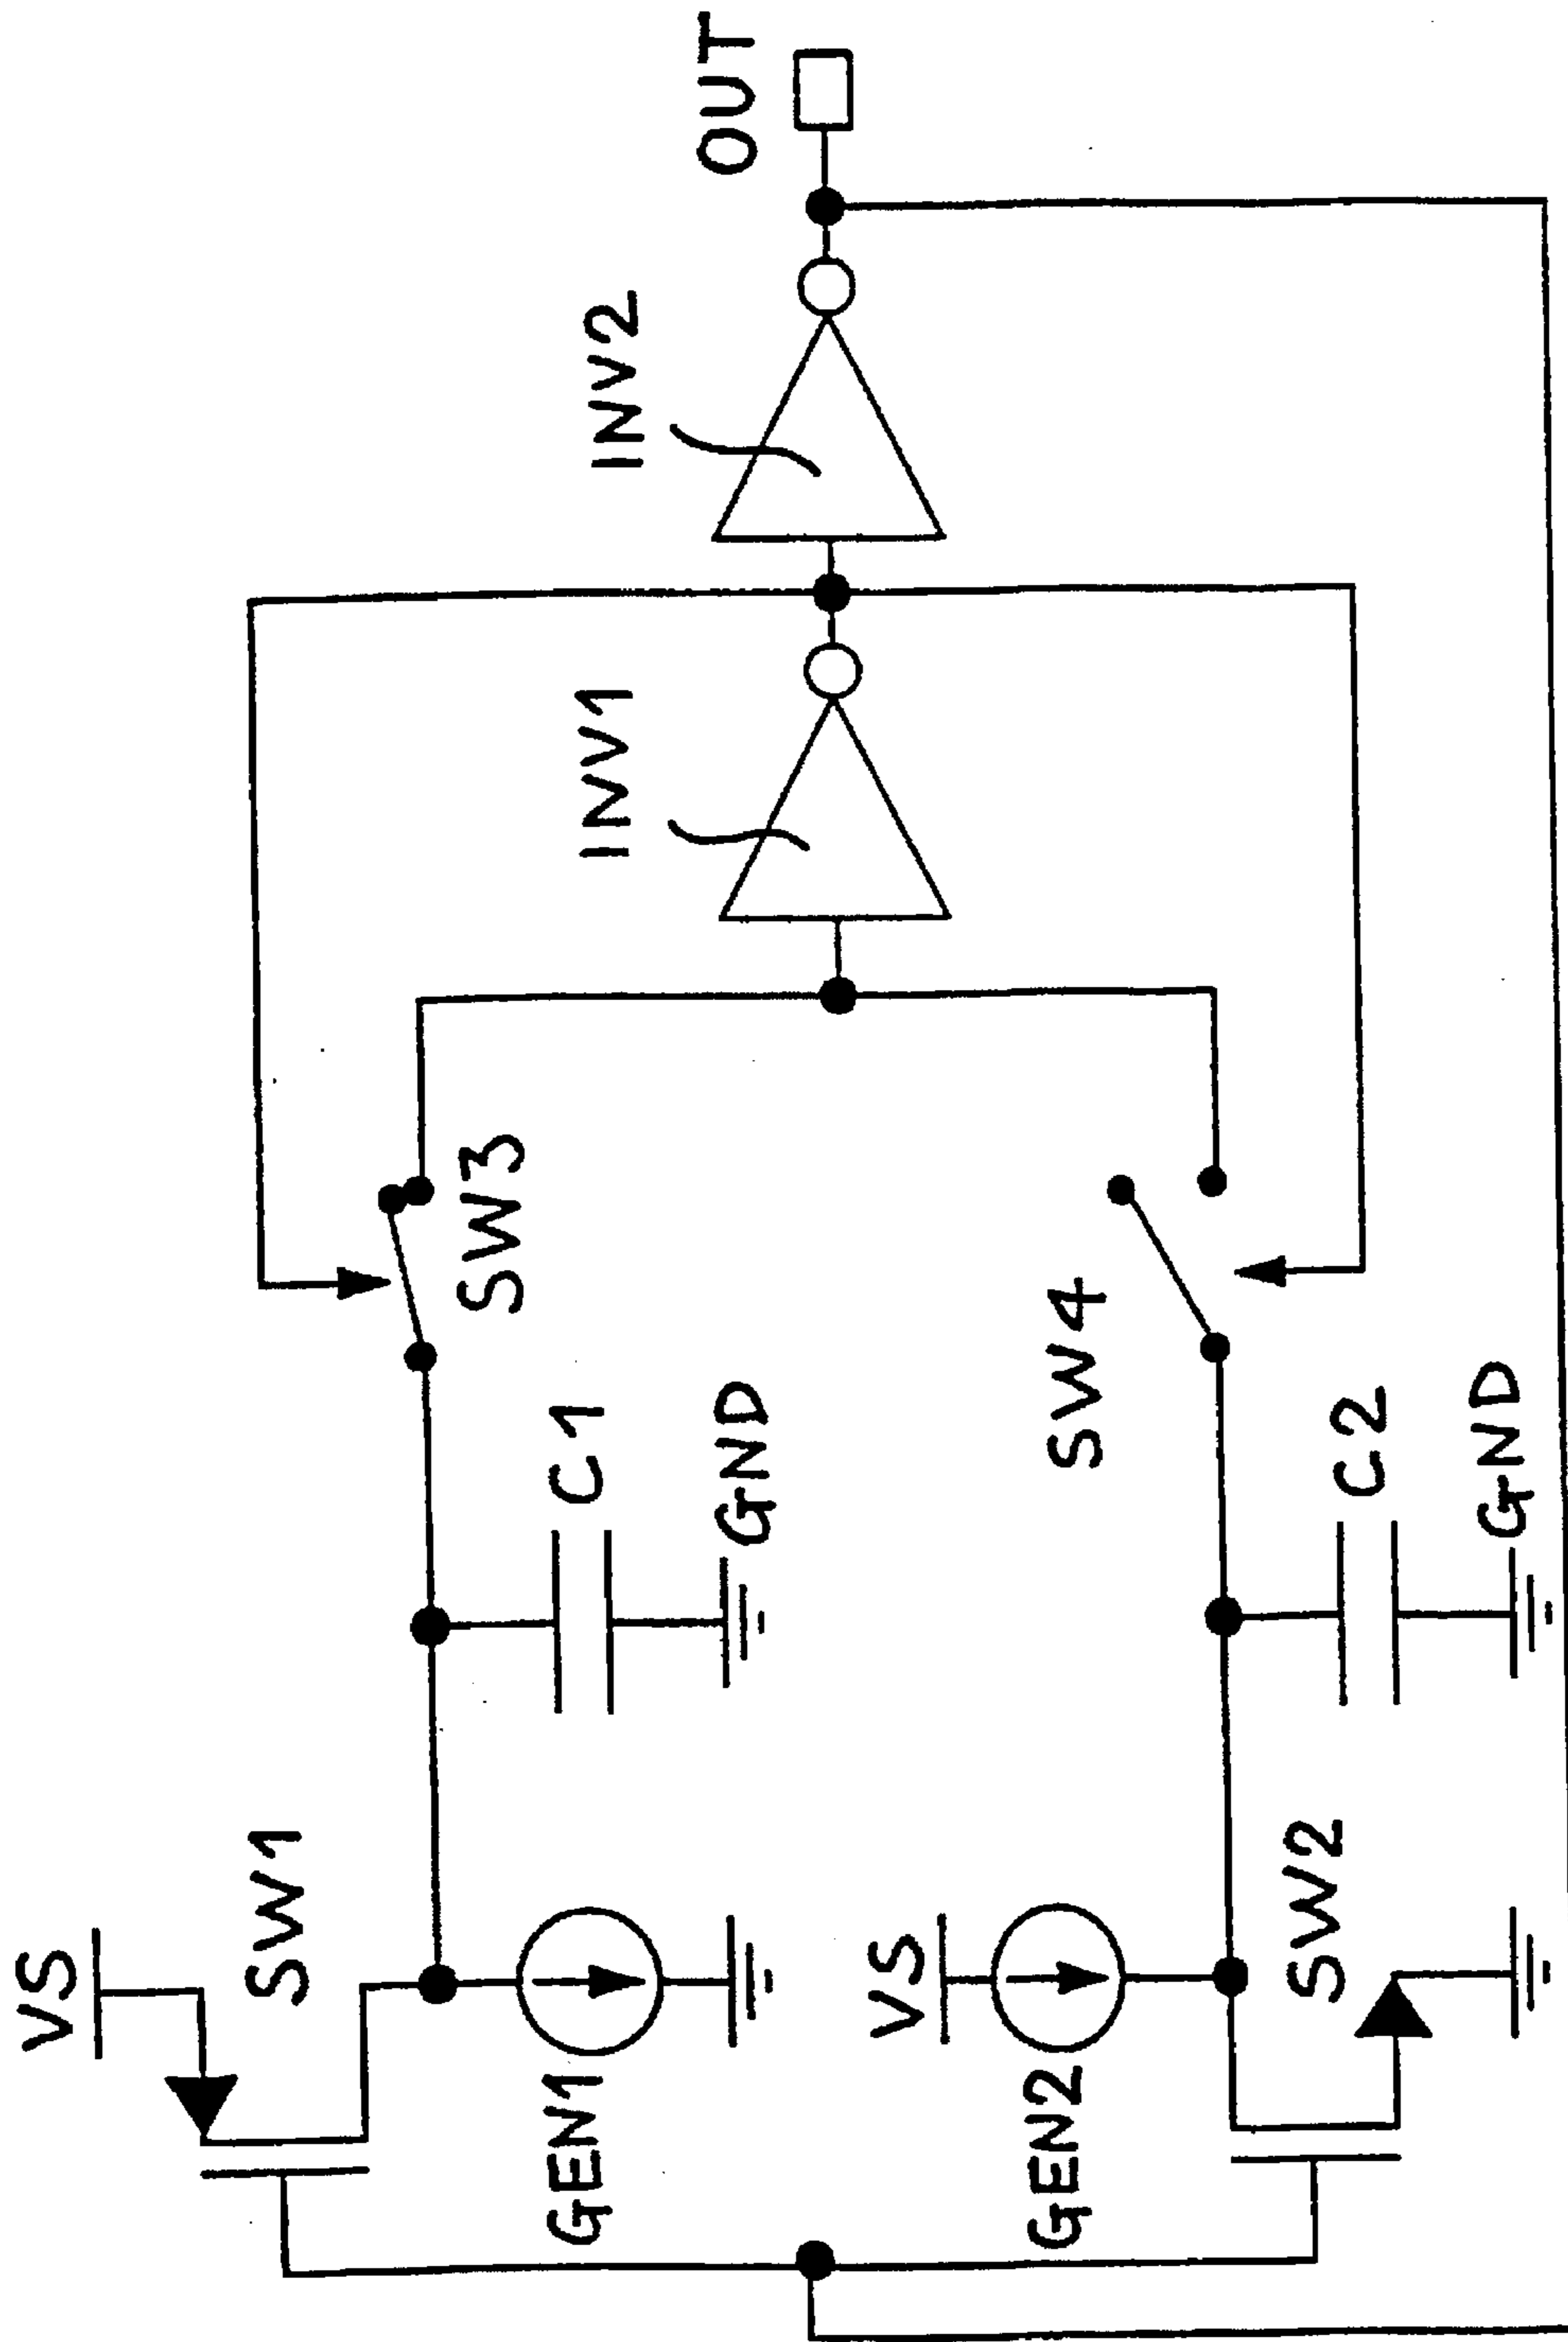 VS
SW1
GEN1
C1
GND
SW3
INV1
INV2
OUT
VS
GEN2
SW2
C2
GND
SW4